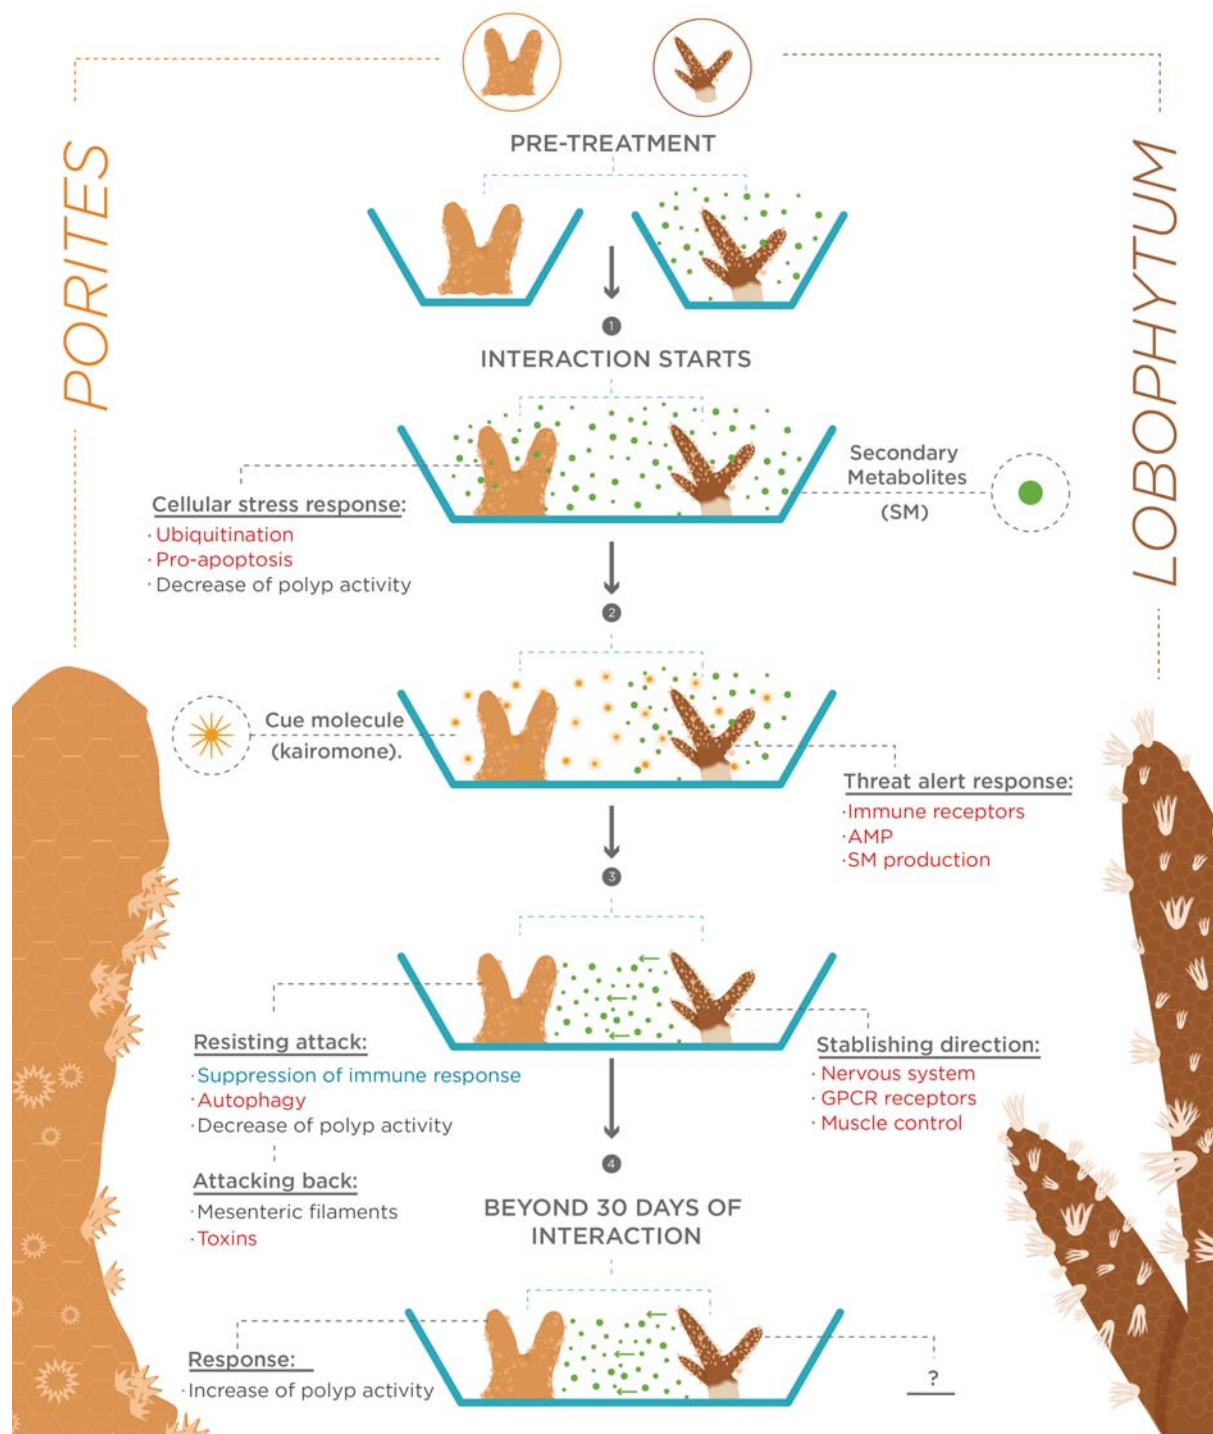 PORITES
LOBOPHYTUM
PRE-TREATMENT
1
INTERACTION STARTS
Secondary
Metabolites
(SM)
Cellular stress response:
· Ubiquitination
· Pro-apoptosis
· Decrease of polyp activity
2
Cue molecule
(kairomone).
Threat alert response:
· Immune receptors
· AMP
· SM production
3
Resisting attack:
· Suppression of immune response
· Autophagy
· Decrease of polyp activity
Stablishing direction:
· Nervous system
· GPCR receptors
· Muscle control
Attacking back:
· Mesenteric filaments
· Toxins
4
BEYOND 30 DAYS OF
INTERACTION
Response:
· Increase of polyp activity
?